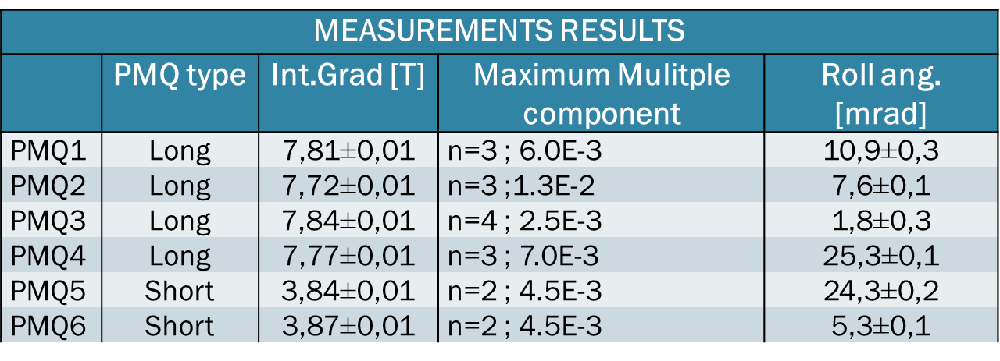 MEASUREMENTS RESULTS
PMQ type Int.Grad [T] Maximum Mulitple component Roll ang. [mrad]
PMQ1 Long 7,81±0,01 n=3 ; 6.0E-3 10,9±0,3
PMQ2 Long 7,72±0,01 n=3 ;1.3E-2 7,6±0,1
PMQ3 Long 7,84±0,01 n=4 ; 2.5E-3 1,8±0,3
PMQ4 Long 7,77±0,01 n=3 ; 7.0E-3 25,3±0,1
PMQ5 Short 3,84±0,01 n=2 ; 4.5E-3 24,3±0,2
PMQ6 Short 3,87±0,01 n=2 ; 4.5E-3 5,3±0,1